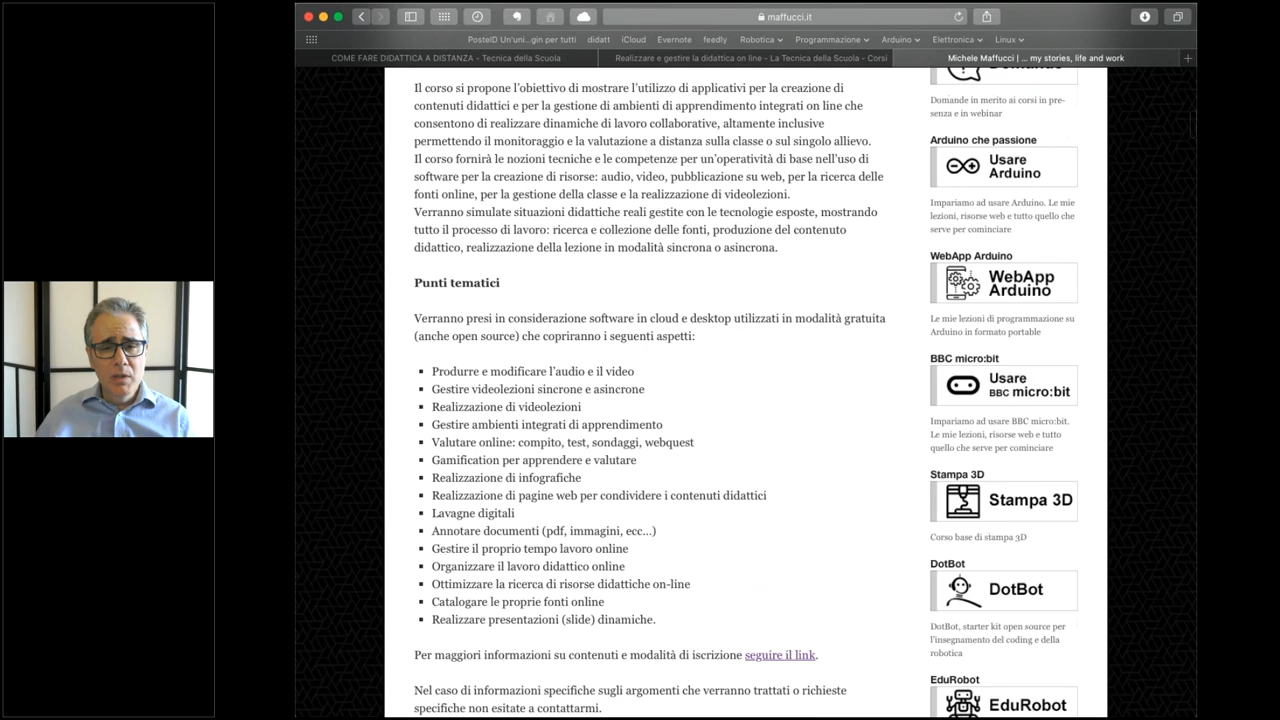 maffucci.it
PosteID Un'uni...gin per tutti
didatt
iCloud
Evernote
feedly
Robotica
Programmazione
Arduino
Elettronica
Linux
COME FARE DIDATTICA A DISTANZA - Tecnica della Scuola
Realizzare e gestire la didattica on line - La Tecnica della Scuola - Corsi
Michele Maffucci | ... my stories, life and work
Il corso si propone l'obiettivo di mostrare l'utilizzo di applicativi per la creazione di
contenuti didattici e per la gestione di ambienti di apprendimento integrati on line che
consentono di realizzare dinamiche di lavoro collaborative, altamente inclusive
permettendo il monitoraggio e la valutazione a distanza sulla classe o sul singolo allievo.
Il corso fornirà le nozioni tecniche e le competenze per un'operatività di base nell'uso di
software per la creazione di risorse: audio, video, pubblicazione su web, per la ricerca delle
fonti online, per la gestione della classe e la realizzazione di videolezioni.
Verranno simulate situazioni didattiche reali gestite con le tecnologie esposte, mostrando
tutto il processo di lavoro: ricerca e collezione delle fonti, produzione del contenuto
didattico, realizzazione della lezione in modalità sincrona o asincrona.
Punti tematici
Verranno presi in considerazione software in cloud e desktop utilizzati in modalità gratuita
(anche open source) che copriranno i seguenti aspetti:
Produrre e modificare l'audio e il video
Gestire videolezioni sincrone e asincrone
Realizzazione di videolezioni
Gestire ambienti integrati di apprendimento
Valutare online: compito, test, sondaggi, webquest
Gamification per apprendere e valutare
Realizzazione di infografiche
Realizzazione di pagine web per condividere i contenuti didattici
Lavagne digitali
Annotare documenti (pdf, immagini, ecc...)
Gestire il proprio tempo lavoro online
Organizzare il lavoro didattico online
Ottimizzare la ricerca di risorse didattiche on-line
Catalogare le proprie fonti online
Realizzare presentazioni (slide) dinamiche.
Per maggiori informazioni su contenuti e modalità di iscrizione seguire il link.
Nel caso di informazioni specifiche sugli argomenti che verranno trattati o richieste
specifiche non esitate a contattarmi.
Domande in merito ai corsi in pre-
senza e in webinar
Arduino che passione
Usare
Arduino
Impariamo ad usare Arduino. Le mie
lezioni, risorse web e tutto quello che
serve per cominciare
WebApp Arduino
WebApp
Arduino
Le mie lezioni di programmazione su
Arduino in formato portable
BBC micro:bit
Usare
BBC micro:bit
Impariamo ad usare BBC micro:bit.
Le mie lezioni, risorse web e tutto
quello che serve per cominciare
Stampa 3D
Stampa 3D
Corso base di stampa 3D
DotBot
DotBot
DotBot, starter kit open source per
l'insegnamento del coding e della
robotica
EduRobot
EduRobot